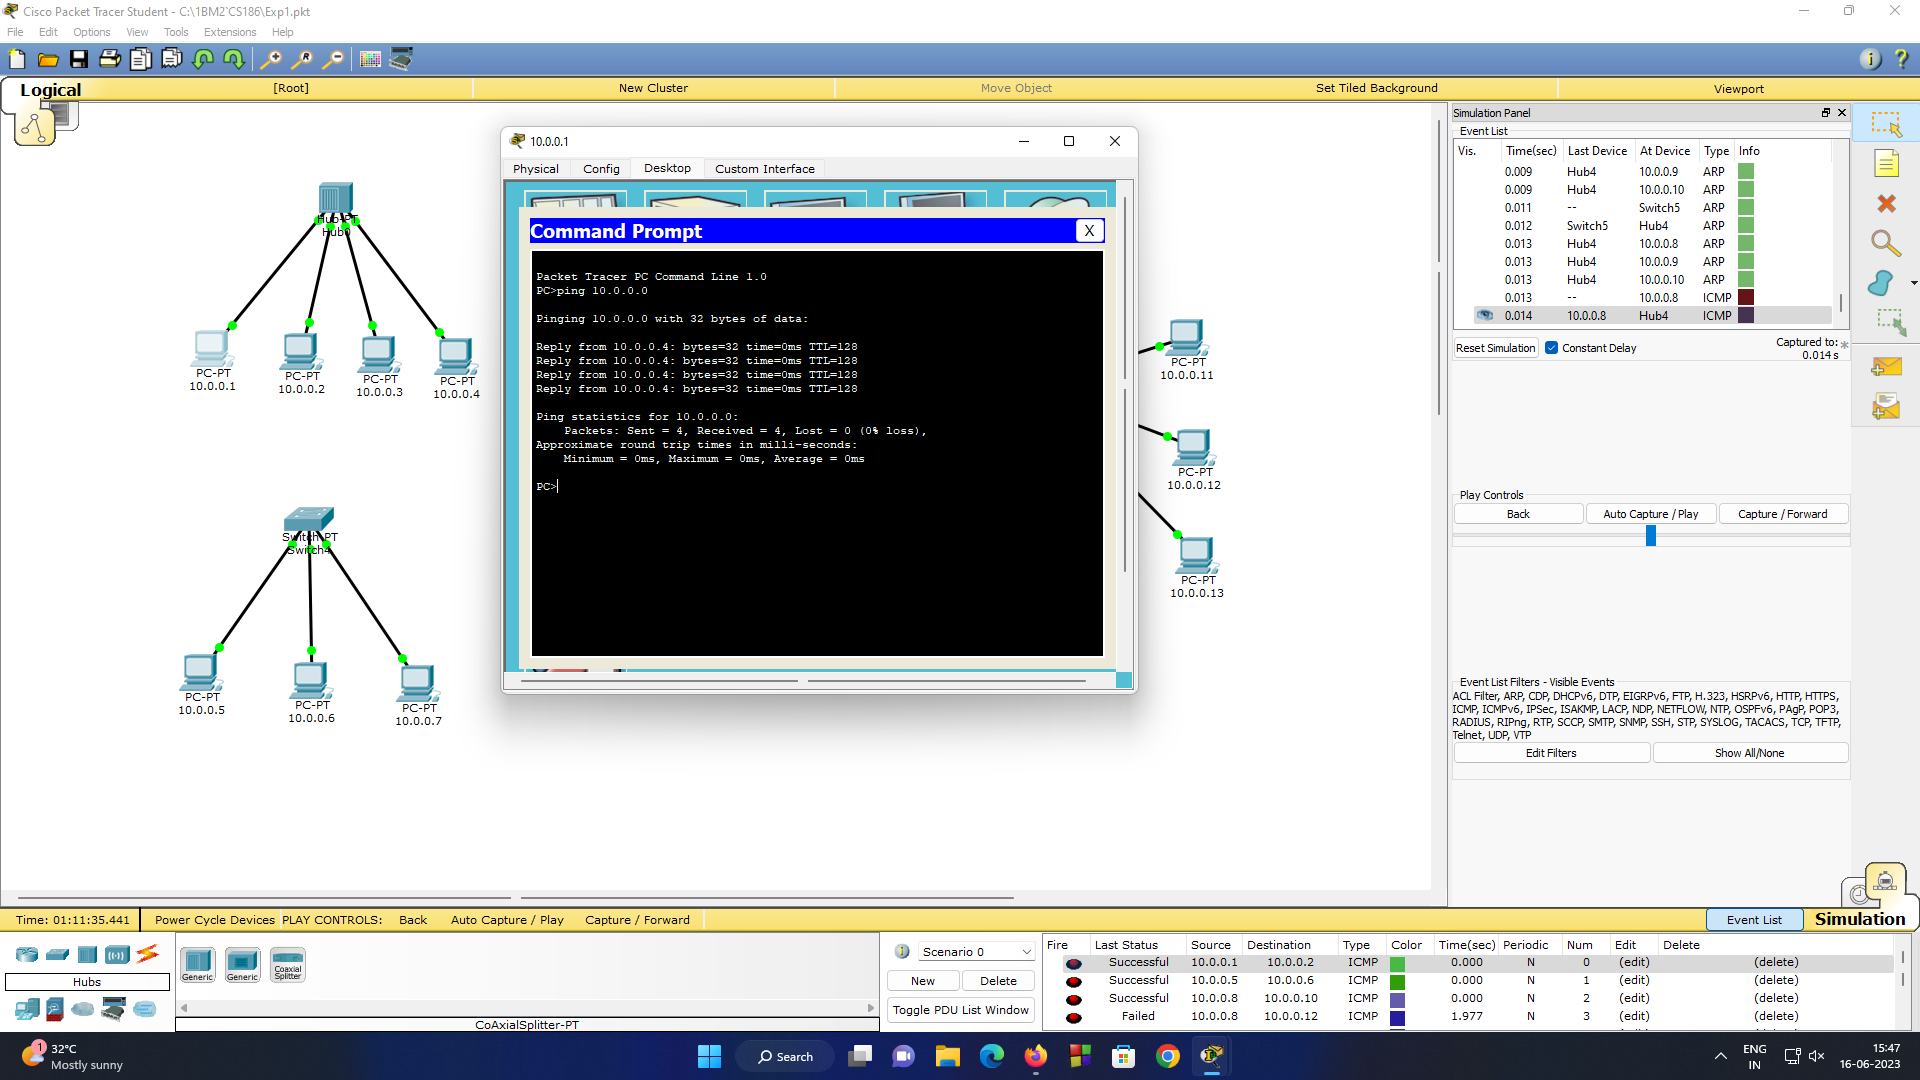 Cisco Packet Tracer Student - C:\1BM2`CS186\Exp1.pkt
File Edit Options View Tools Extensions Help
Logical [Root] New Cluster Move Object Set Tiled Background Viewport
Hub-PT
Hub0
PC-PT
10.0.0.1
PC-PT
10.0.0.2
PC-PT
10.0.0.3
PC-PT
10.0.0.4
Switch-PT
Switch4
PC-PT
10.0.0.5
PC-PT
10.0.0.6
PC-PT
10.0.0.7
10.0.0.1
Physical Config Desktop Custom Interface
Command Prompt X
Packet Tracer PC Command Line 1.0
PC>ping 10.0.0.0
Pinging 10.0.0.0 with 32 bytes of data:
Reply from 10.0.0.4: bytes=32 time=0ms TTL=128
Reply from 10.0.0.4: bytes=32 time=0ms TTL=128
Reply from 10.0.0.4: bytes=32 time=0ms TTL=128
Reply from 10.0.0.4: bytes=32 time=0ms TTL=128
Ping statistics for 10.0.0.0:
Packets: Sent = 4, Received = 4, Lost = 0 (0% loss),
Approximate round trip times in milli-seconds:
Minimum = 0ms, Maximum = 0ms, Average = 0ms
PC>
PC-PT
10.0.0.11
PC-PT
10.0.0.12
PC-PT
10.0.0.13
Simulation Panel
Event List
Vis. Time(sec) Last Device At Device Type Info
0.009 Hub4 10.0.0.9 ARP
0.009 Hub4 10.0.0.10 ARP
0.011 -- Switch5 ARP
0.012 Switch5 Hub4 ARP
0.013 Hub4 10.0.0.8 ARP
0.013 Hub4 10.0.0.9 ARP
0.013 Hub4 10.0.0.10 ARP
0.013 -- 10.0.0.8 ICMP
0.014 10.0.0.8 Hub4 ICMP
Reset Simulation Constant Delay Captured to: *
0.014 s
Play Controls
Back Auto Capture / Play Capture / Forward
Event List Filters - Visible Events
ACL Filter, ARP, CDP, DHCPv6, DTP, EIGRPv6, FTP, H.323, HSRPv6, HTTP, HTTPS,
ICMP, ICMPv6, IPSec, ISAKMP, LACP, NDP, NETFLOW, NTP, OSPFv6, PAgP, POP3,
RADIUS, RIPng, RTP, SCCP, SMTP, SNMP, SSH, STP, SYSLOG, TACACS, TCP, TFTP,
Telnet, UDP, VTP
Edit Filters Show All/None
Time: 01:11:35.441 Power Cycle Devices PLAY CONTROLS: Back Auto Capture / Play Capture / Forward Event List Simulation
Hubs
Generic Generic Coaxial Splitter
CoAxialSplitter-PT
Scenario 0
New Delete
Toggle PDU List Window
Fire Last Status Source Destination Type Color Time(sec) Periodic Num Edit Delete
Successful 10.0.0.1 10.0.0.2 ICMP 0.000 N 0 (edit) (delete)
Successful 10.0.0.5 10.0.0.6 ICMP 0.000 N 1 (edit) (delete)
Successful 10.0.0.8 10.0.0.10 ICMP 0.000 N 2 (edit) (delete)
Failed 10.0.0.8 10.0.0.12 ICMP 1.977 N 3 (edit) (delete)
1
32°C
Mostly sunny
Search
ENG
IN
15:47
16-06-2023